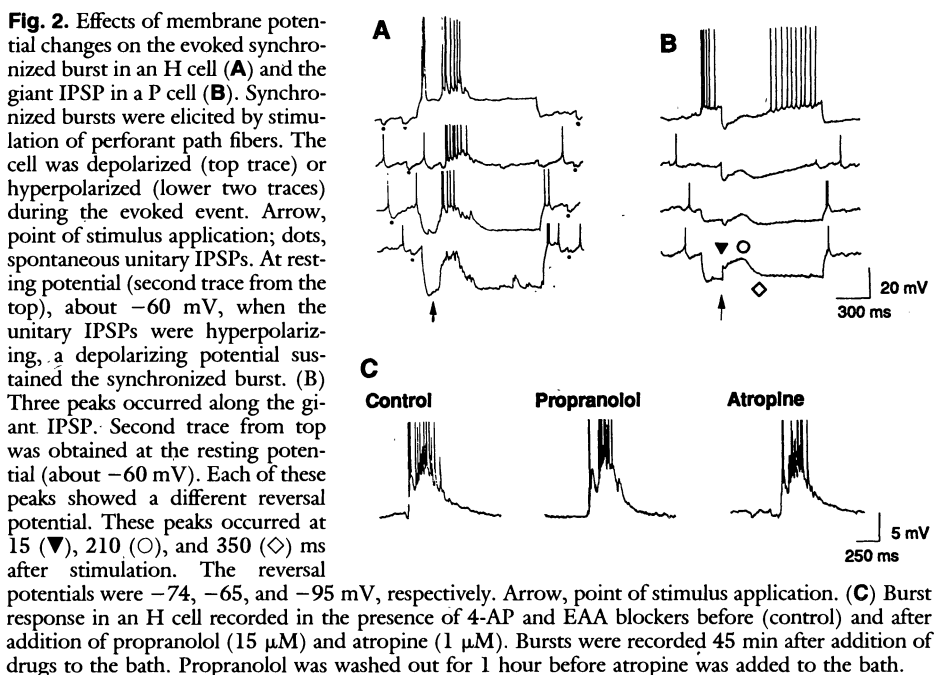 Fig. 2. Effects of membrane poten-
tial changes on the evoked synchro-
nized burst in an H cell (A) and the
giant IPSP in a P cell (B). Synchro-
nized bursts were elicited by stimu-
lation of perforant path fibers. The
cell was depolarized (top trace) or
hyperpolarized (lower two traces)
during the evoked event. Arrow,
point of stimulus application; dots,
spontaneous unitary IPSPs. At rest-
ing potential (second trace from the
top), about −60 mV, when the
unitary IPSPs were hyperpolariz-
ing, a depolarizing potential sus-
tained the synchronized burst. (B)
Three peaks occurred along the gi-
ant IPSP. Second trace from top
was obtained at the resting poten-
tial (about −60 mV). Each of these
peaks showed a different reversal
potential. These peaks occurred at
15 (▼), 210 (○), and 350 (◇) ms
after stimulation. The reversal
potentials were −74, −65, and −95 mV, respectively. Arrow, point of stimulus application. (C) Burst
response in an H cell recorded in the presence of 4-AP and EAA blockers before (control) and after
addition of propranolol (15 μM) and atropine (1 μM). Bursts were recorded 45 min after addition of
drugs to the bath. Propranolol was washed out for 1 hour before atropine was added to the bath.
A
B
20 mV
300 ms
C
Control
Propranolol
Atropine
5 mV
250 ms